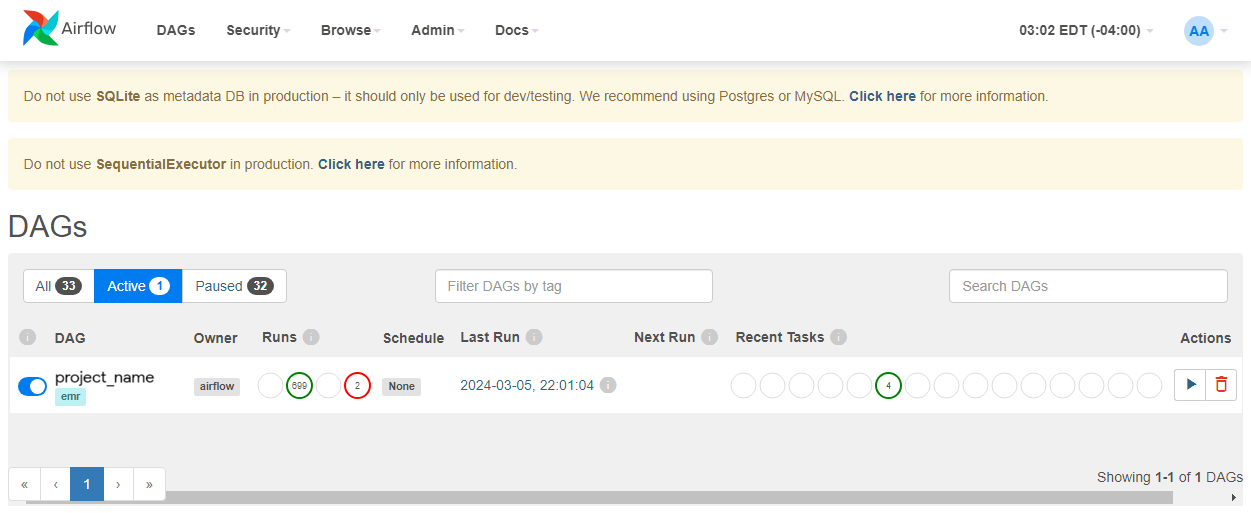 Airflow DAGs Security Browse Admin Docs 03:02 EDT (-04:00) AA
Do not use SQLite as metadata DB in production – it should only be used for dev/testing. We recommend using Postgres or MySQL. Click here for more information.
Do not use SequentialExecutor in production. Click here for more information.
DAGs
All 33 Active 1 Paused 32 Filter DAGs by tag Search DAGs
i DAG Owner Runs i Schedule Last Run i Next Run i Recent Tasks i Actions
project_name airflow 699 2 None 2024-03-05, 22:01:04 i 4
emr
« ‹ 1 › »
Showing 1-1 of 1 DAGs